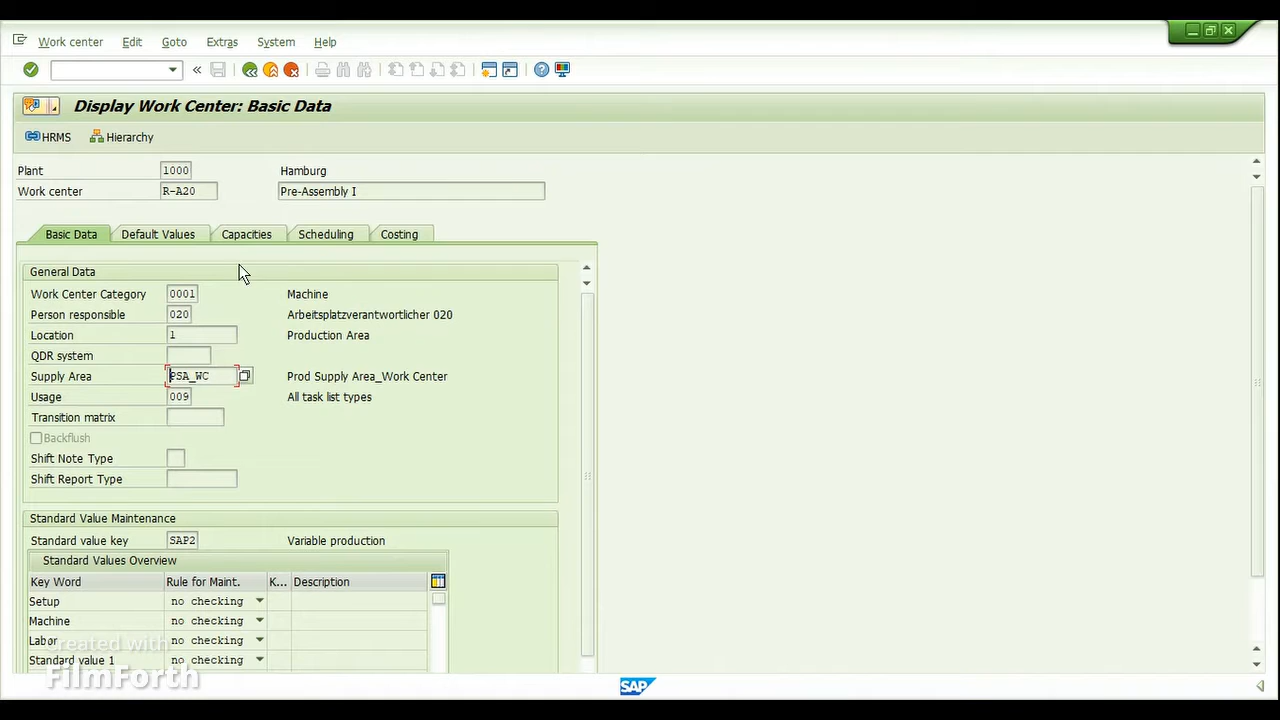 Work center Edit Goto Extras System Help
Display Work Center: Basic Data
HRMS Hierarchy
Plant 1000 Hamburg
Work center R-A20 Pre-Assembly I
Basic Data Default Values Capacities Scheduling Costing
General Data
Work Center Category 0001 Machine
Person responsible 020 Arbeitsplatzverantwortlicher 020
Location 1 Production Area
QDR system
Supply Area PSA_WC Prod Supply Area_Work Center
Usage 009 All task list types
Transition matrix
Backflush
Shift Note Type
Shift Report Type
Standard Value Maintenance
Standard value key SAP2 Variable production
Standard Values Overview
Key Word Rule for Maint. K... Description
Setup no checking
Machine no checking
Labor no checking
Standard value 1 no checking
Created with
FilmForth
SAP